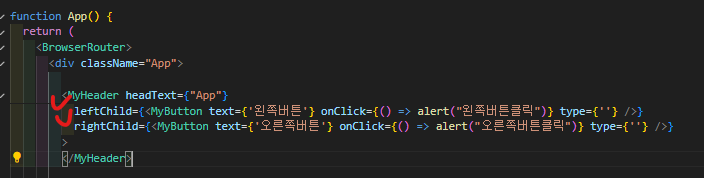 function App() {
return (
<BrowserRouter>
<div className="App">
<MyHeader headText={"App"}
leftChild={<MyButton text={'왼쪽버튼'} onClick={() => alert("왼쪽버튼클릭")} type={''} />}
rightChild={<MyButton text={'오른쪽버튼'} onClick={() => alert("오른쪽버튼클릭")} type={''} />}
>
</MyHeader>